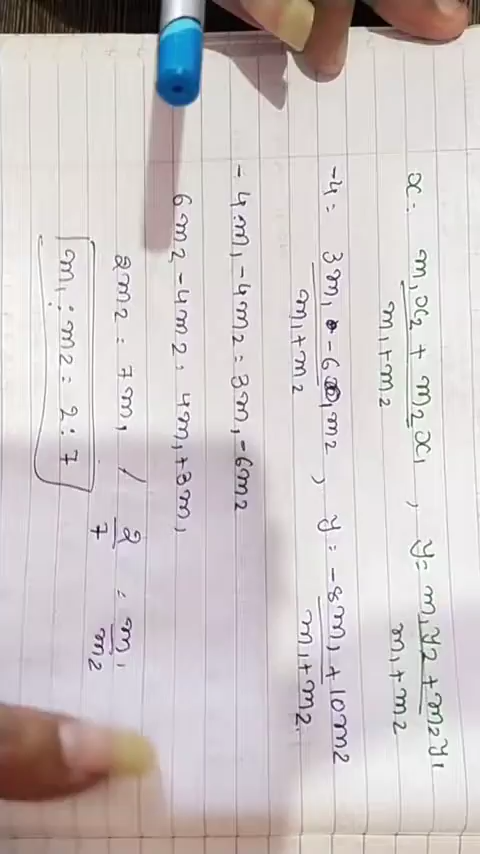 x = m₁x₂ + m₂x₁ / m₁+m₂ , y = m₁y₂+m₂y₁ / m₁+m₂
-4 = 3m₁ - 6m₂ / m₁+m₂ , y = -8m₁+10m₂ / m₁+m₂
-4m₁ -4m₂ = 3m₁ -6m₂
6m₂ -4m₂ = 4m₁+3m₁
2m₂ = 7m₁ / 2/7 = m₁/m₂
m₁ : m₂ = 2 : 7